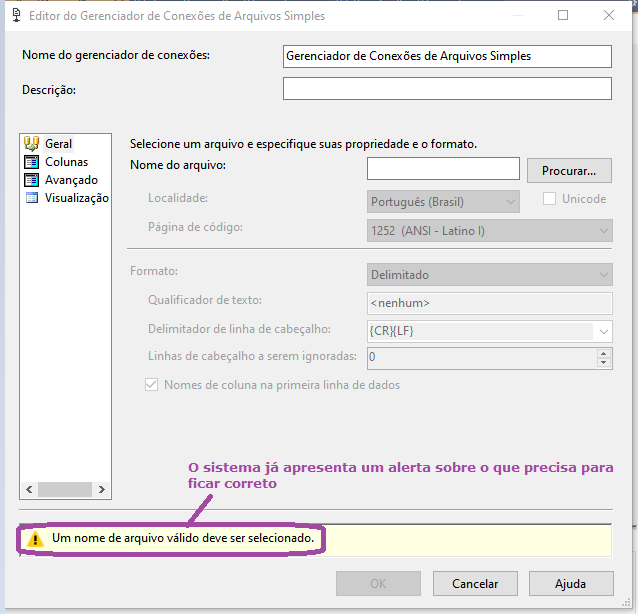 Editor do Gerenciador de Conexões de Arquivos Simples
Nome do gerenciador de conexões:
Gerenciador de Conexões de Arquivos Simples
Descrição:
Geral
Colunas
Avançado
Visualização
Selecione um arquivo e especifique suas propriedade e o formato.
Nome do arquivo:
Procurar...
Localidade:
Português (Brasil)
Unicode
Página de código:
1252 (ANSI - Latino I)
Formato:
Delimitado
Qualificador de texto:
<nenhum>
Delimitador de linha de cabeçalho:
{CR}{LF}
Linhas de cabeçalho a serem ignoradas:
0
Nomes de coluna na primeira linha de dados
O sistema já apresenta um alerta sobre o que precisa para
ficar correto
Um nome de arquivo válido deve ser selecionado.
OK
Cancelar
Ajuda